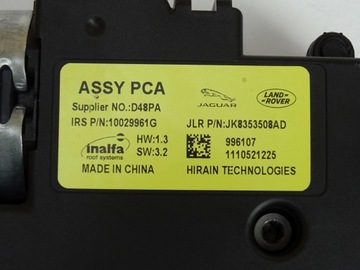 ASSY PCA
Supplier NO.:D48PA
IRS P/N:10029961G
JAGUAR
LAND ROVER
JLR P/N:JK8353508AD
inalfa
roof systems
HW:1.3
SW:3.2
996107
1110521225
MADE IN CHINA
HIRAIN TECHNOLOGIES